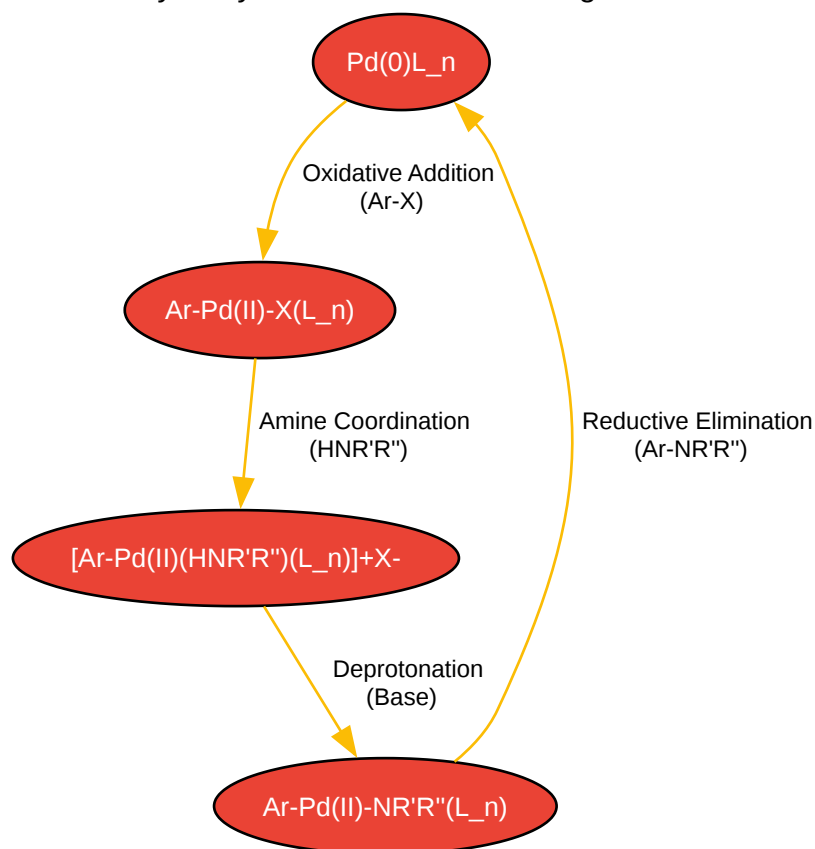 Pd(0)L_n
Oxidative Addition
(Ar-X)
Ar-Pd(II)-X(L_n)
Amine Coordination
(HNR'R'')
Reductive Elimination
(Ar-NR'R'')
[Ar-Pd(II)(HNR'R'')(L_n)]+X-
Deprotonation
(Base)
Ar-Pd(II)-NR'R''(L_n)